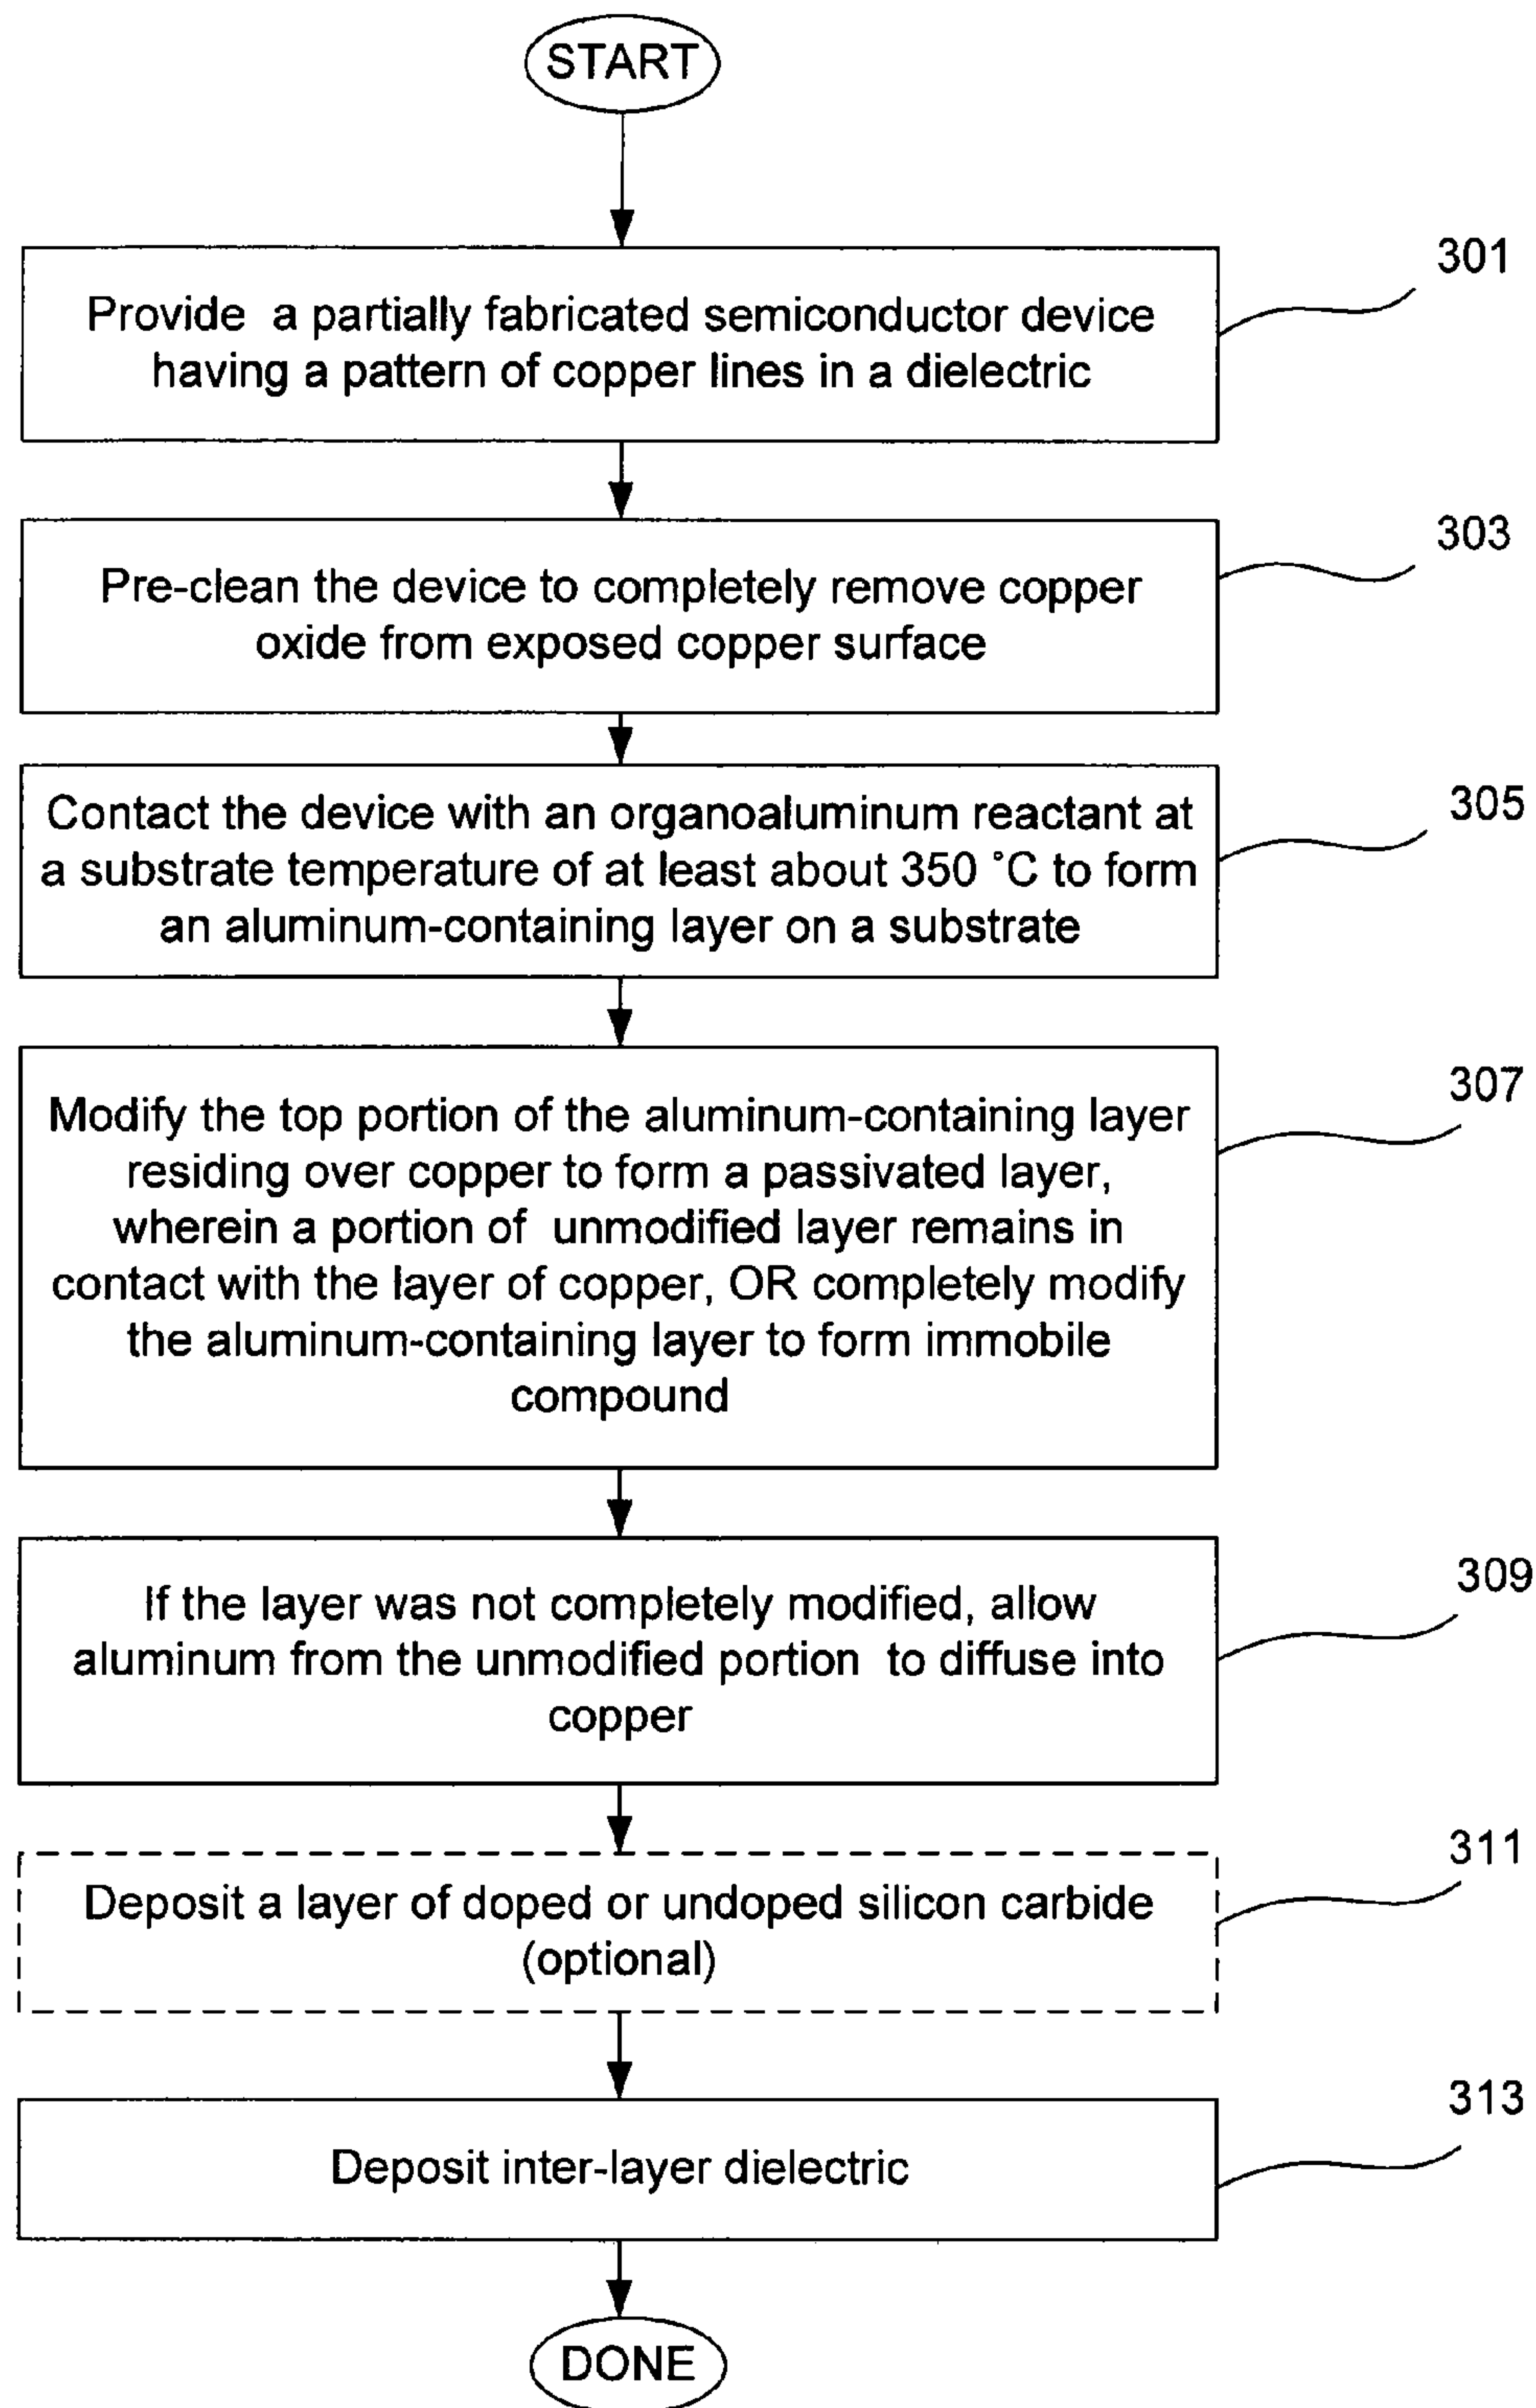 START
301
Provide a partially fabricated semiconductor device
having a pattern of copper lines in a dielectric
303
Pre-clean the device to completely remove copper
oxide from exposed copper surface
305
Contact the device with an organoaluminum reactant at
a substrate temperature of at least about 350 °C to form
an aluminum-containing layer on a substrate
307
Modify the top portion of the aluminum-containing layer
residing over copper to form a passivated layer,
wherein a portion of unmodified layer remains in
contact with the layer of copper, OR completely modify
the aluminum-containing layer to form immobile
compound
309
If the layer was not completely modified, allow
aluminum from the unmodified portion to diffuse into
copper
311
Deposit a layer of doped or undoped silicon carbide
(optional)
313
Deposit inter-layer dielectric
DONE